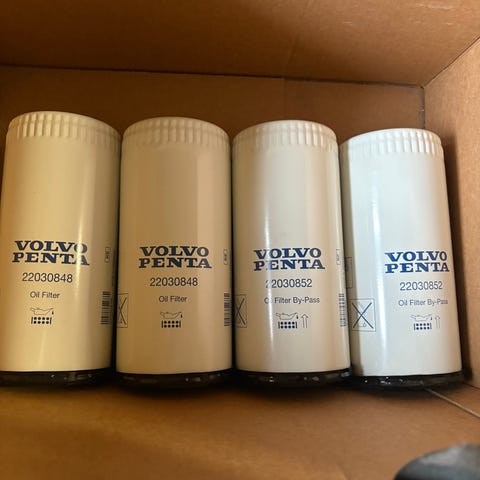 VOLVO
PENTA
22030848
Oil Filter
VOLVO
PENTA
22030848
Oil Filter
VOLVO
PENTA
22030852
Oil Filter By-Pass
VOLVO
PENTA
22030852
Oil Filter By-Pass